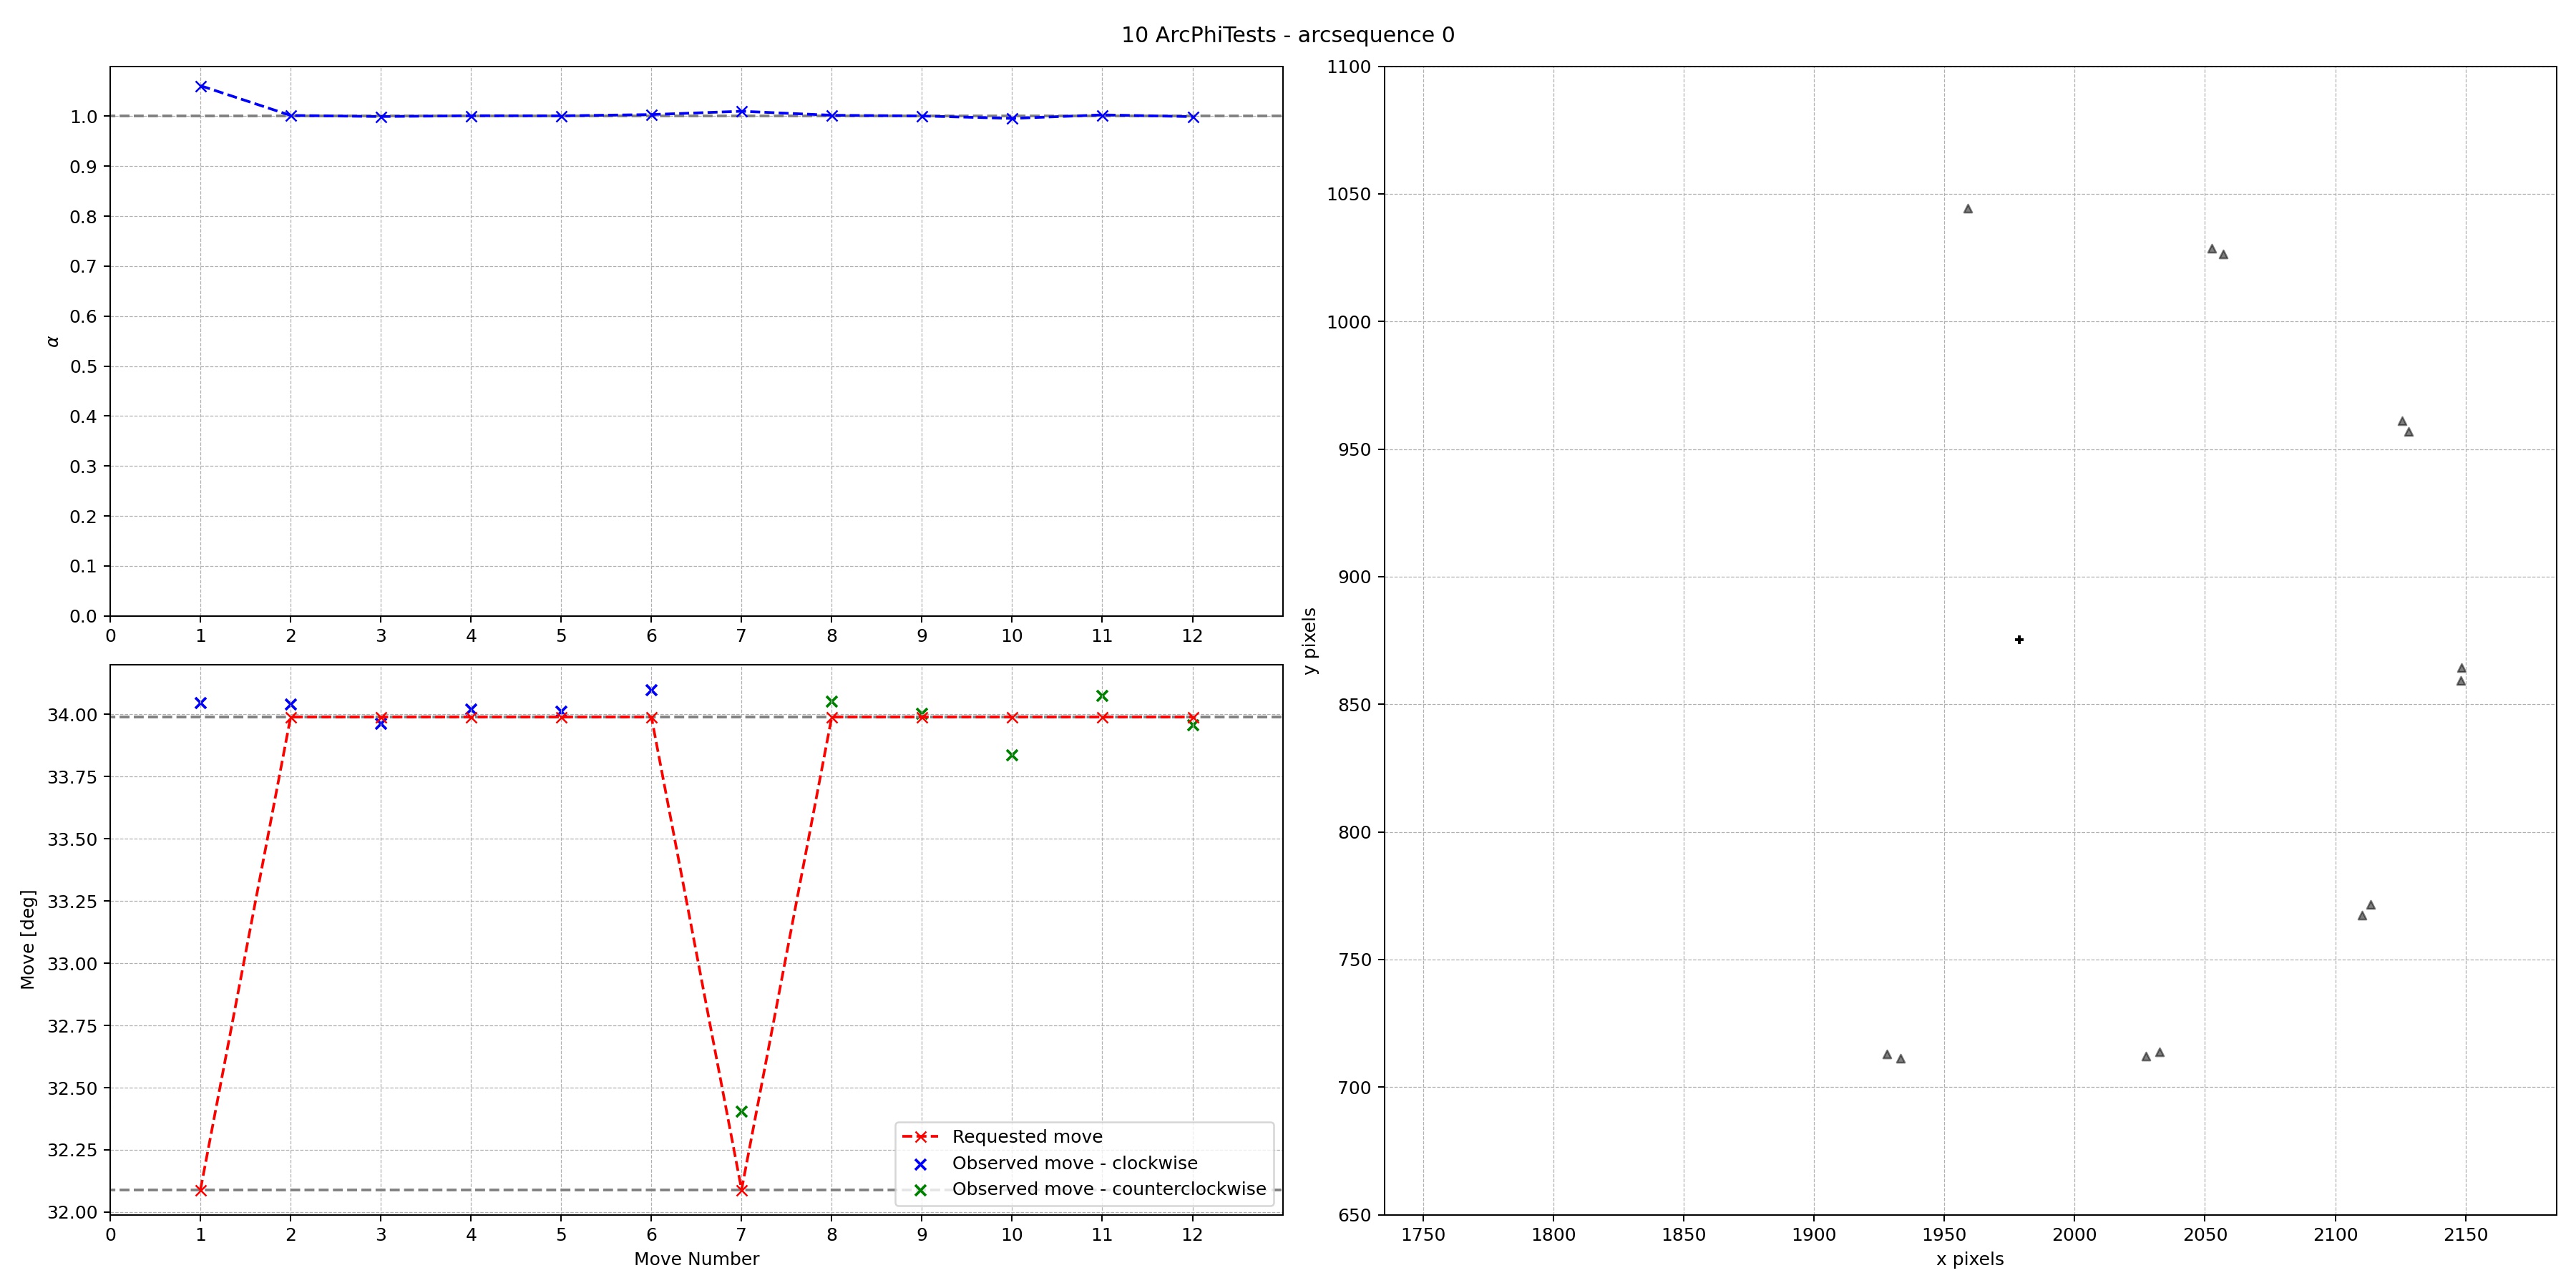 10 ArcPhiTests - arcsequence 0
1.0
0.9
0.8
0.7
0.6
0.5
0.4
0.3
0.2
0.1
0.0
α
0 1 2 3 4 5 6 7 8 9 10 11 12
34.00
33.75
33.50
33.25
33.00
32.75
32.50
32.25
32.00
Move [deg]
Requested move
Observed move - clockwise
Observed move - counterclockwise
0 1 2 3 4 5 6 7 8 9 10 11 12
Move Number
1100
1050
1000
950
900
850
800
750
700
650
y pixels
1750 1800 1850 1900 1950 2000 2050 2100 2150
x pixels